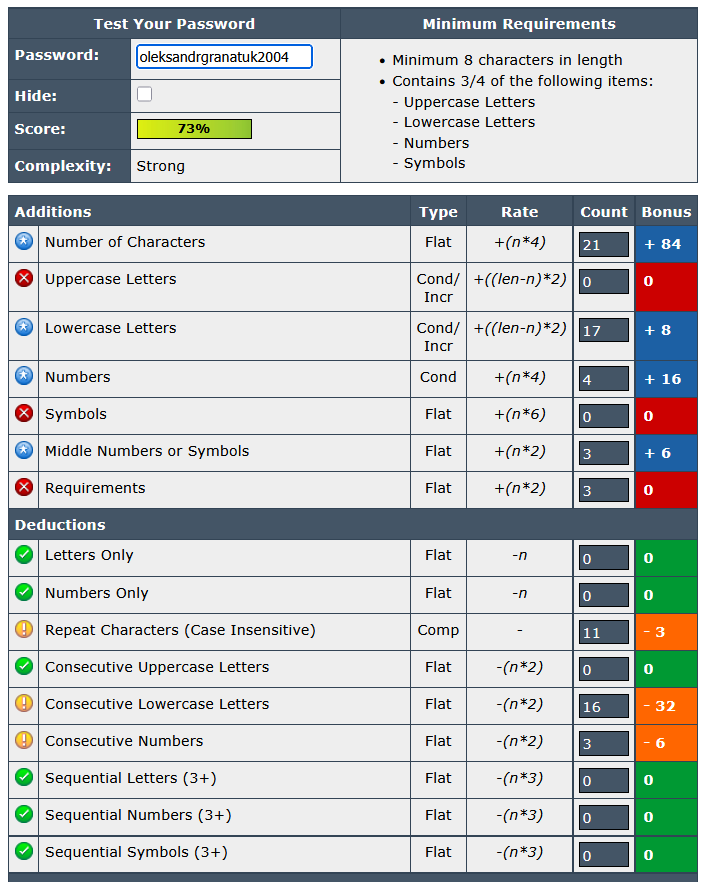 Test Your Password Minimum Requirements
Password: oleksandrgranatuk2004
Hide:
Score: 73%
Complexity: Strong
• Minimum 8 characters in length
• Contains 3/4 of the following items:
- Uppercase Letters
- Lowercase Letters
- Numbers
- Symbols
Additions Type Rate Count Bonus
Number of Characters Flat +(n*4) 21 + 84
Uppercase Letters Cond/Incr +((len-n)*2) 0 0
Lowercase Letters Cond/Incr +((len-n)*2) 17 + 8
Numbers Cond +(n*4) 4 + 16
Symbols Flat +(n*6) 0 0
Middle Numbers or Symbols Flat +(n*2) 3 + 6
Requirements Flat +(n*2) 3 0
Deductions
Letters Only Flat -n 0 0
Numbers Only Flat -n 0 0
Repeat Characters (Case Insensitive) Comp - 11 - 3
Consecutive Uppercase Letters Flat -(n*2) 0 0
Consecutive Lowercase Letters Flat -(n*2) 16 - 32
Consecutive Numbers Flat -(n*2) 3 - 6
Sequential Letters (3+) Flat -(n*3) 0 0
Sequential Numbers (3+) Flat -(n*3) 0 0
Sequential Symbols (3+) Flat -(n*3) 0 0